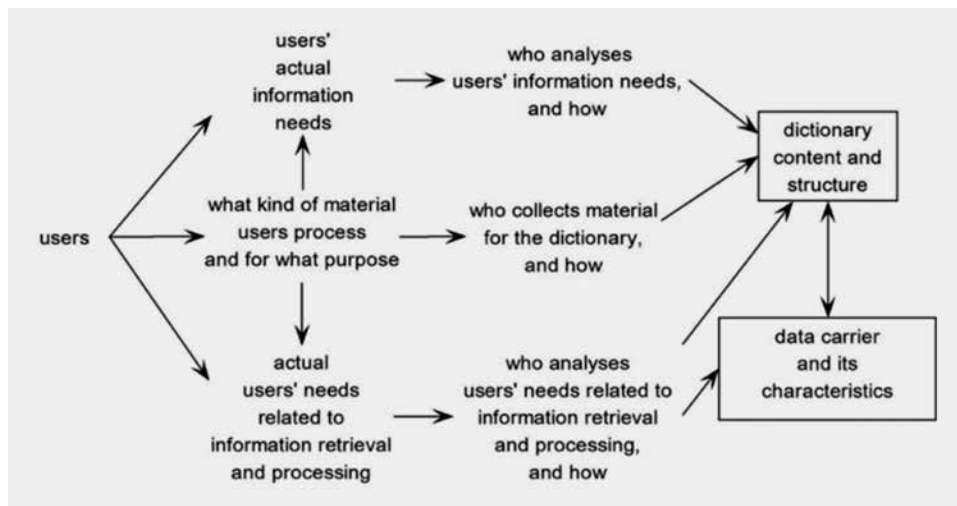 users
users'
actual
information
needs
what kind of material
users process
and for what purpose
actual
users' needs
related to
information retrieval
and processing
who analyses
users' information needs,
and how
who collects material
for the dictionary,
and how
who analyses
users' needs related to
information retrieval
and processing,
and how
dictionary
content and
structure
data carrier
and its
characteristics